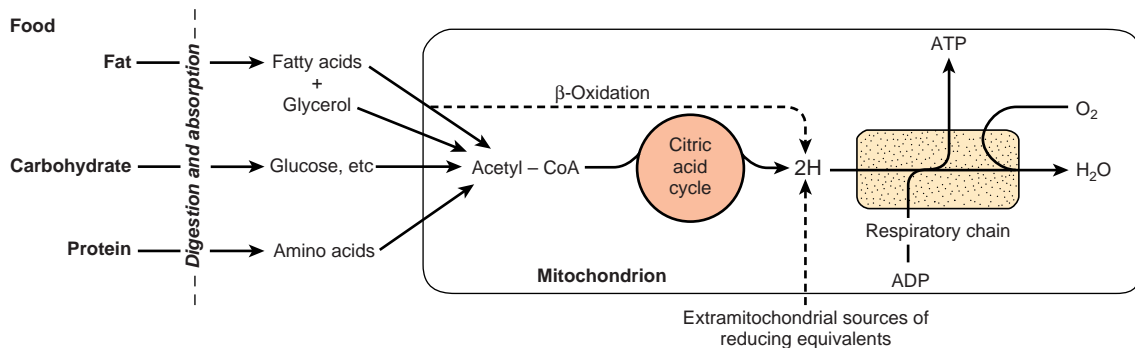 Food
Fat
Digestion and absorption
Fatty acids
+
Glycerol
Carbohydrate
Glucose, etc
Protein
Amino acids
β-Oxidation
Acetyl – CoA
Citric
acid
cycle
2H
ATP
O₂
H₂O
Respiratory chain
ADP
Mitochondrion
Extramitochondrial sources of
reducing equivalents